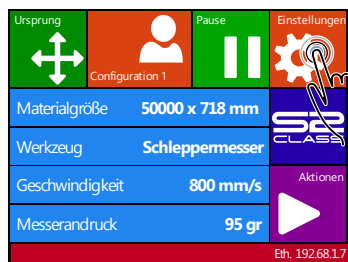 Ursprung
Configuration 1
Pause
Einstellungen
Materialgröße 50000 x 718 mm
Werkzeug Schleppermesser
Geschwindigkeit 800 mm/s
Messerandruck 95 gr
S2
CLASS
Aktionen
Eth. 192.68.1.7